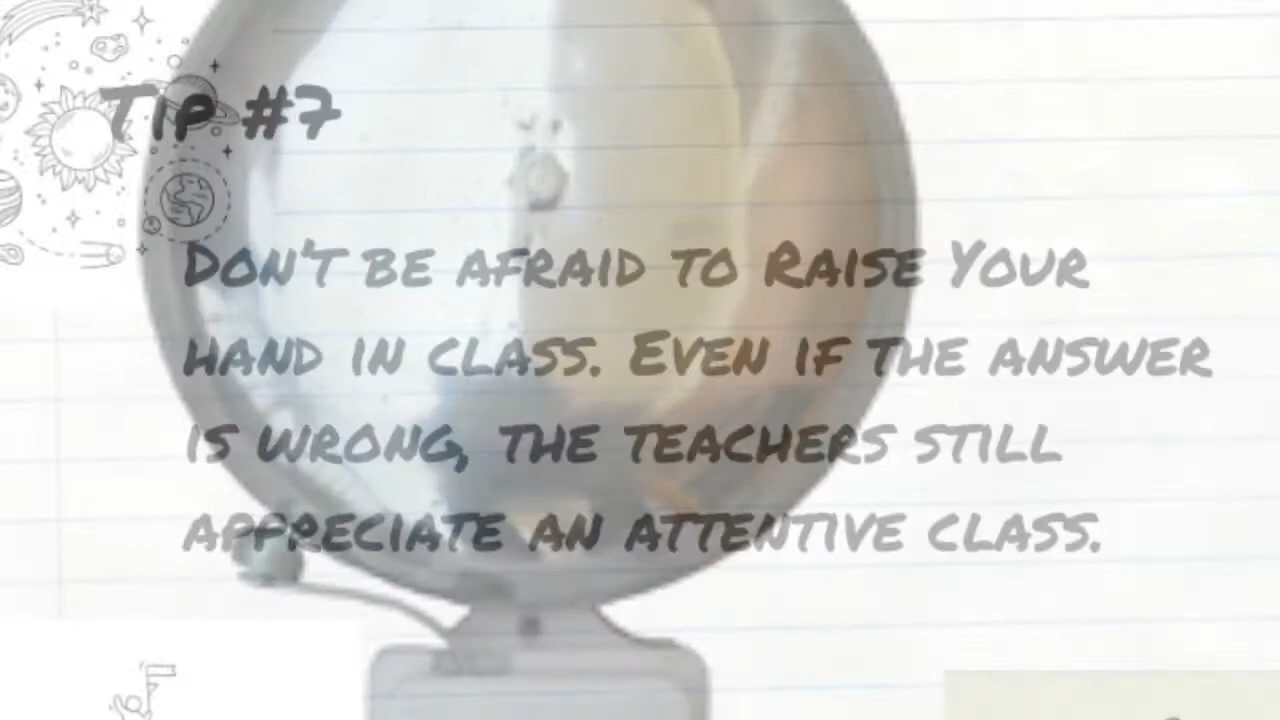 Tip #7
Don't be afraid to Raise Your
hand in class. Even if the answer
is wrong, the teachers still
appreciate an attentive class.